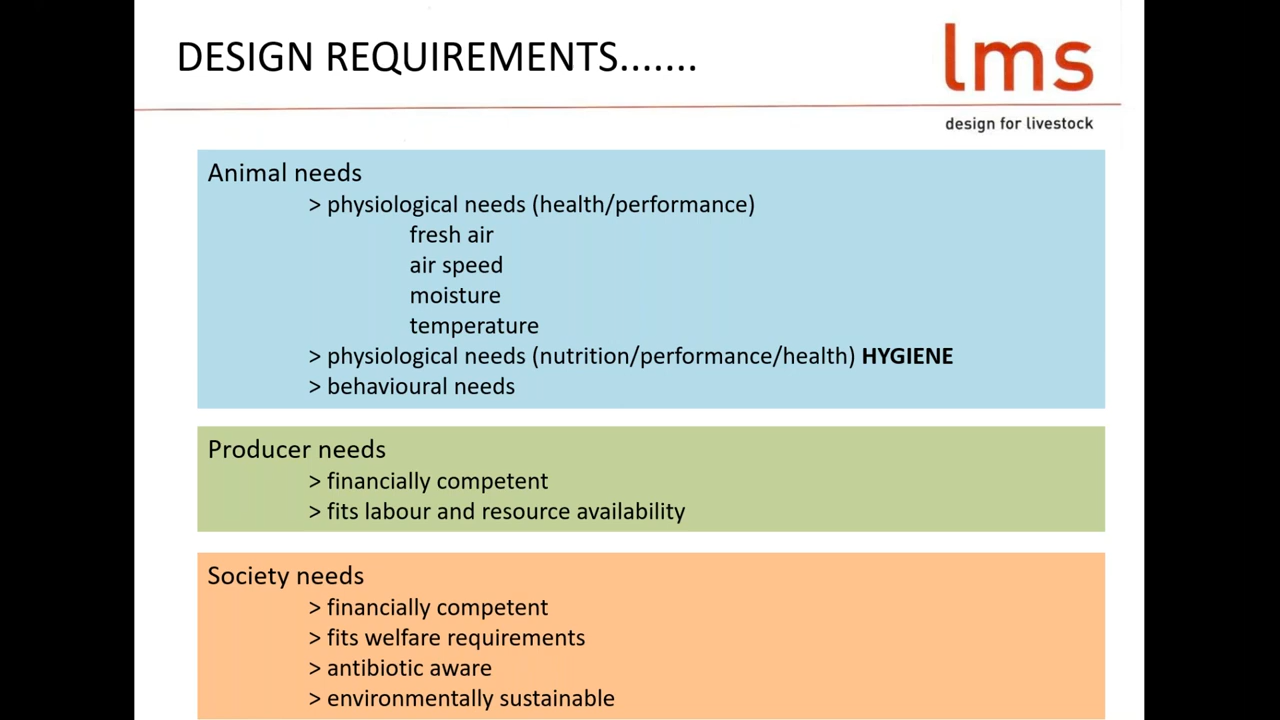 DESIGN REQUIREMENTS.......
lms
design for livestock
Animal needs
> physiological needs (health/performance)
fresh air
air speed
moisture
temperature
> physiological needs (nutrition/performance/health) HYGIENE
> behavioural needs
Producer needs
> financially competent
> fits labour and resource availability
Society needs
> financially competent
> fits welfare requirements
> antibiotic aware
> environmentally sustainable